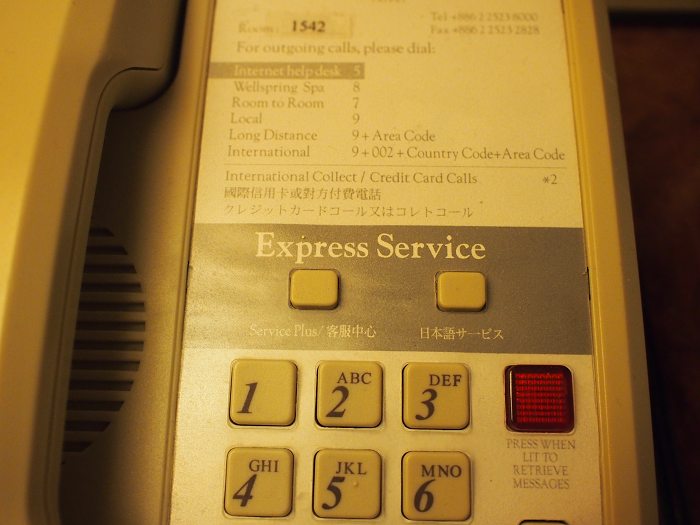 Room: 1542
Tel +886 2 2523 8000
Fax +886 2 2523 2828
For outgoing calls, please dial:
Internet help desk 5
Wellspring Spa 8
Room to Room 7
Local 9
Long Distance 9 + Area Code
International 9 + 002 + Country Code+Area Code
International Collect / Credit Card Calls *2
國際信用卡或對方付費電話
クレジットカードコール又はコレトコール
Express Service
Service Plus/ 客服中心
日本語サービス
1
ABC
2
DEF
3
PRESS WHEN
LIT TO
RETRIEVE
MESSAGES
GHI
4
JKL
5
MNO
6